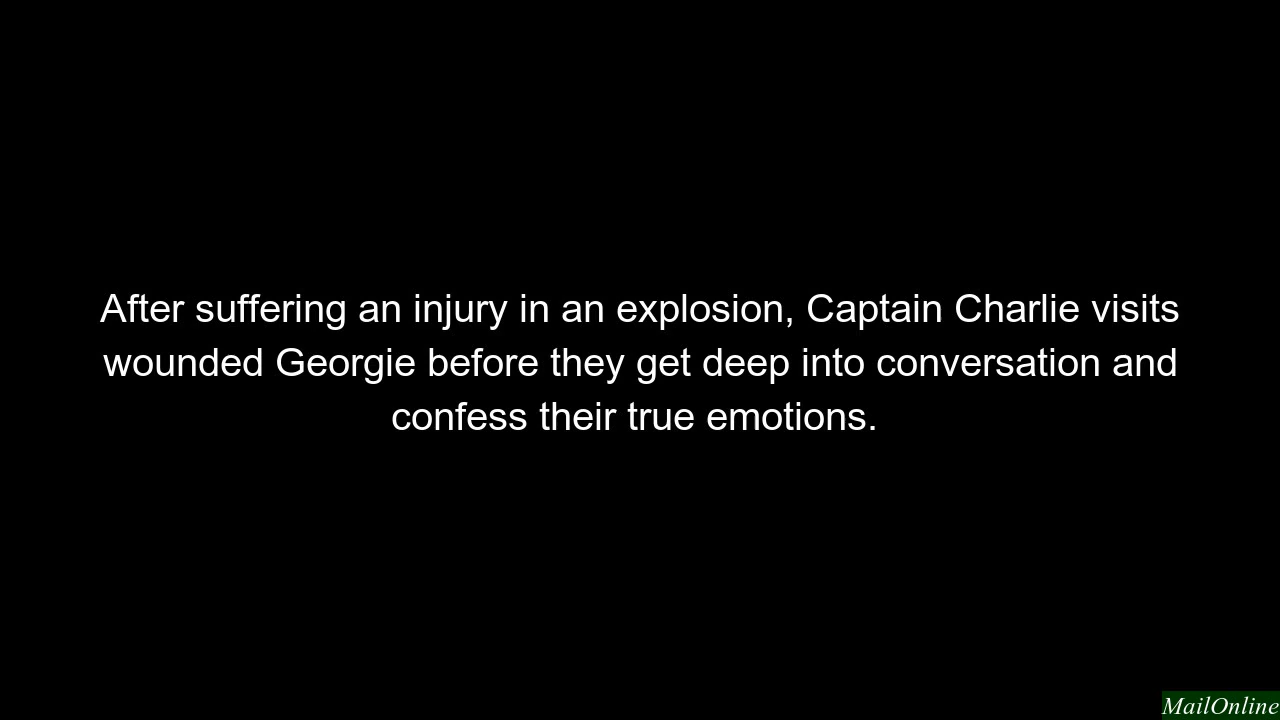 After suffering an injury in an explosion, Captain Charlie visits
wounded Georgie before they get deep into conversation and
confess their true emotions.
MailOnline